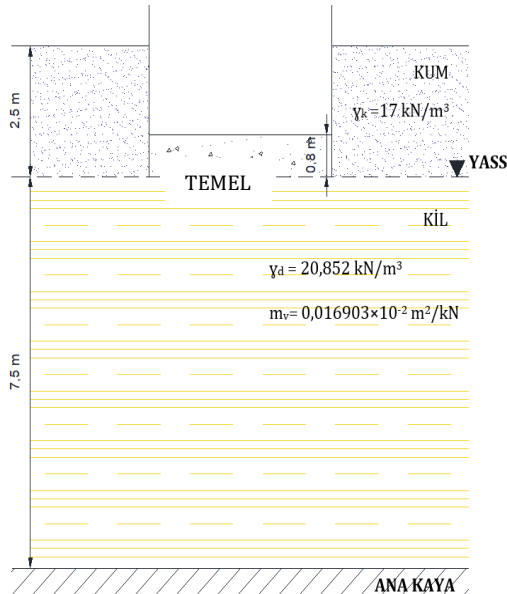 KUM
2,5 m
γₖ =17 kN/m³
0,8 m
YASS
TEMEL
KİL
γd = 20,852 kN/m³
mᵥ= 0,016903×10⁻² m²/kN
7,5 m
ANA KAYA